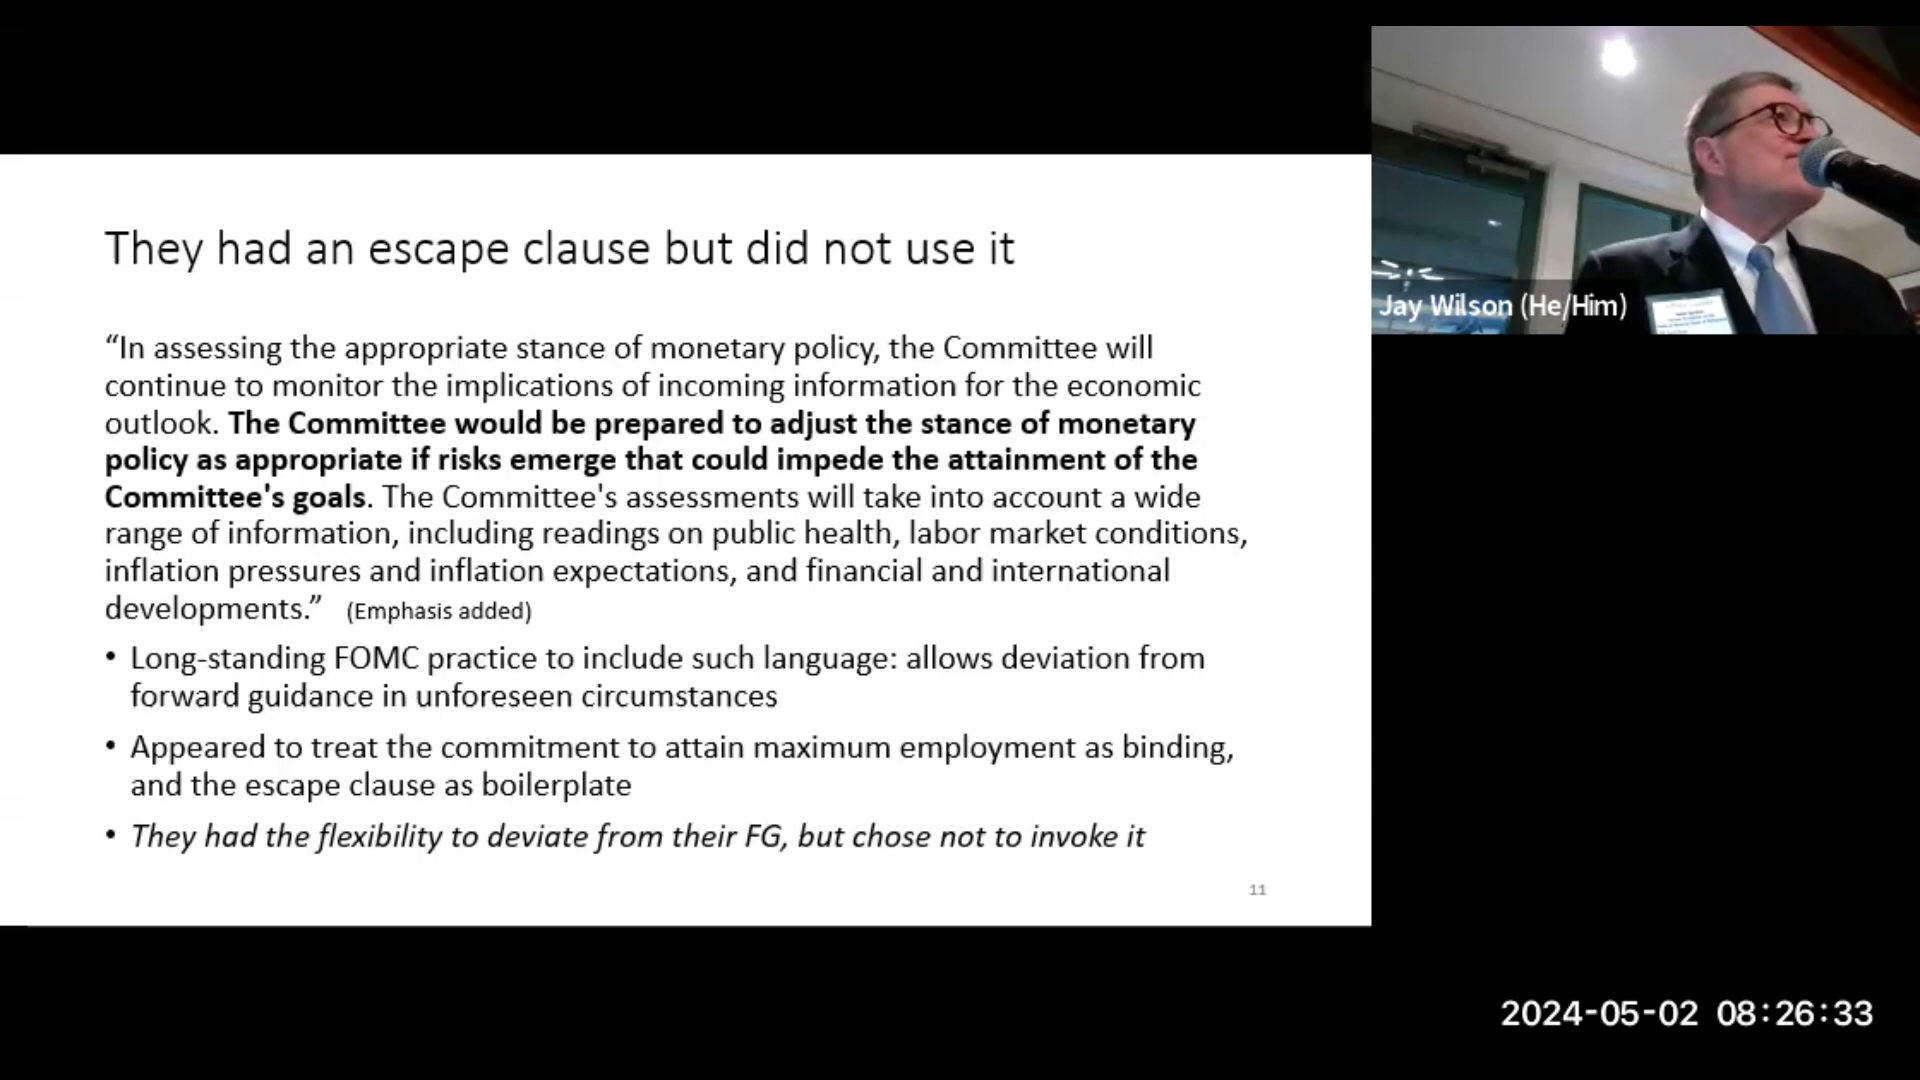 They had an escape clause but did not use it
“In assessing the appropriate stance of monetary policy, the Committee will
continue to monitor the implications of incoming information for the economic
outlook. The Committee would be prepared to adjust the stance of monetary
policy as appropriate if risks emerge that could impede the attainment of the
Committee's goals. The Committee's assessments will take into account a wide
range of information, including readings on public health, labor market conditions,
inflation pressures and inflation expectations, and financial and international
developments.” (Emphasis added)
• Long-standing FOMC practice to include such language: allows deviation from
forward guidance in unforeseen circumstances
• Appeared to treat the commitment to attain maximum employment as binding,
and the escape clause as boilerplate
• They had the flexibility to deviate from their FG, but chose not to invoke it
11
Jay Wilson (He/Him)
2024-05-02 08:26:33